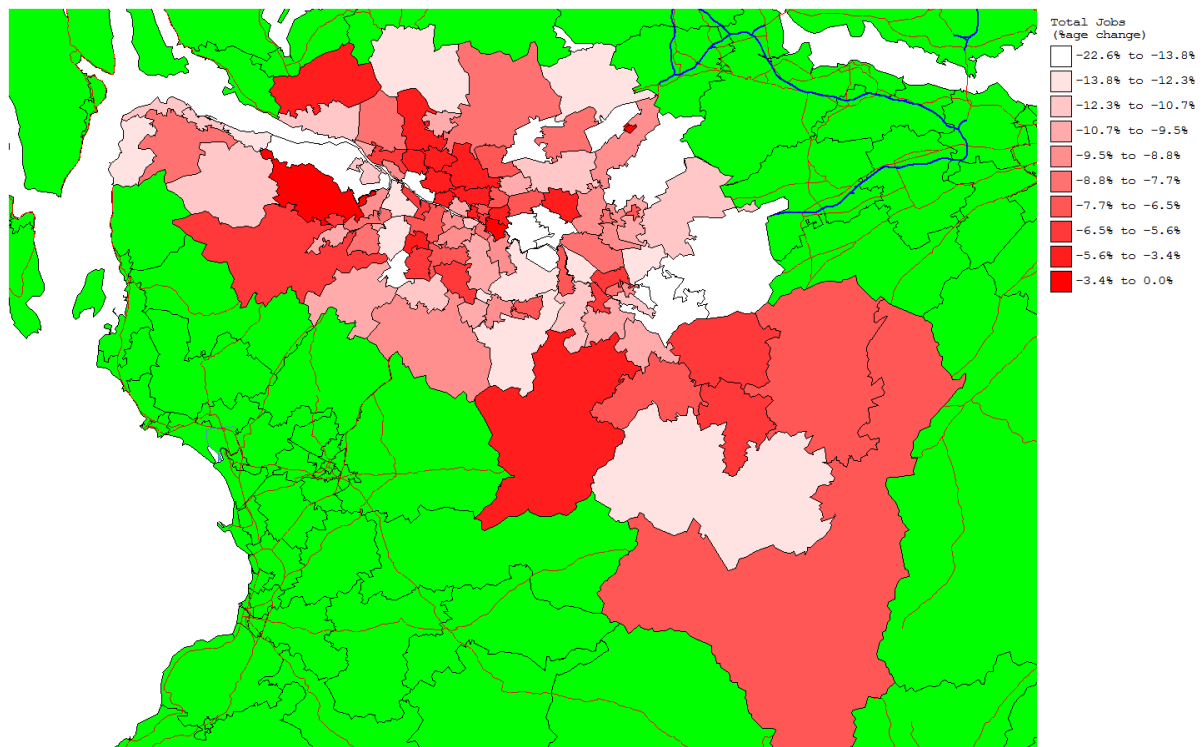 Total Jobs
(%age change)
-22.6% to -13.8%
-13.8% to -12.3%
-12.3% to -10.7%
-10.7% to -9.5%
-9.5% to -8.8%
-8.8% to -7.7%
-7.7% to -6.5%
-6.5% to -5.6%
-5.6% to -3.4%
-3.4% to 0.0%